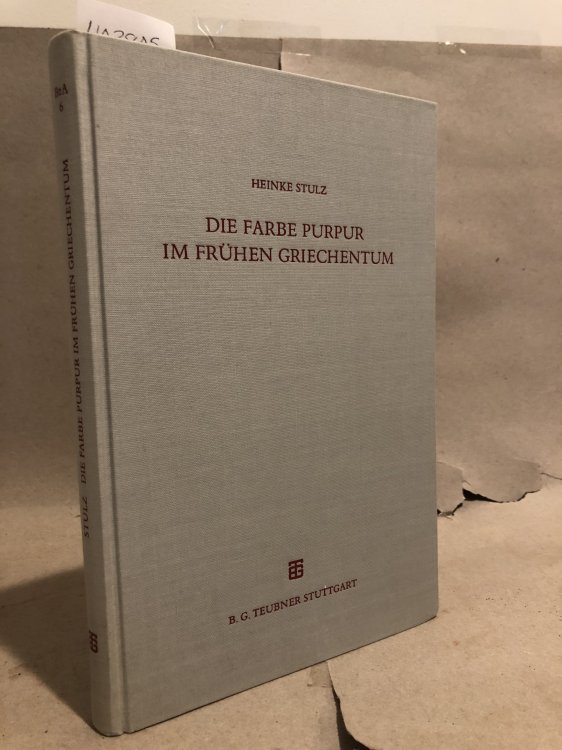 BzA
6
STULZ DIE FARBE PURPUR IM FRÜHEN GRIECHENTUM
HEINKE STULZ
DIE FARBE PURPUR
IM FRÜHEN GRIECHENTUM
B. G. TEUBNER STUTTGART